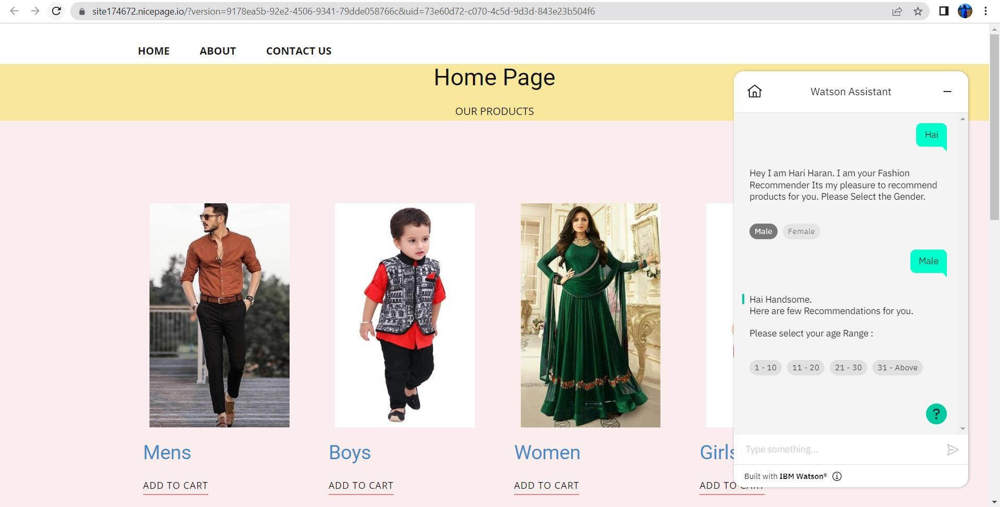 site174672.nicepage.io/?version=9178ea5b-92e2-4506-9341-79dde058766c&uid=73e60d72-c070-4c5d-9d3d-843e23b504f6
HOME ABOUT CONTACT US
Home Page
OUR PRODUCTS
Mens
ADD TO CART
Boys
ADD TO CART
Women
ADD TO CART
Girls
ADD TO CART
Watson Assistant
Hai
Hey I am Hari Haran. I am your Fashion
Recommender Its my pleasure to recommend
products for you. Please Select the Gender.
Male Female
Male
Hai Handsome.
Here are few Recommendations for you.
Please select your age Range :
1 - 10 11 - 20 21 - 30 31 - Above
?
Type something...
Built with IBM Watson®